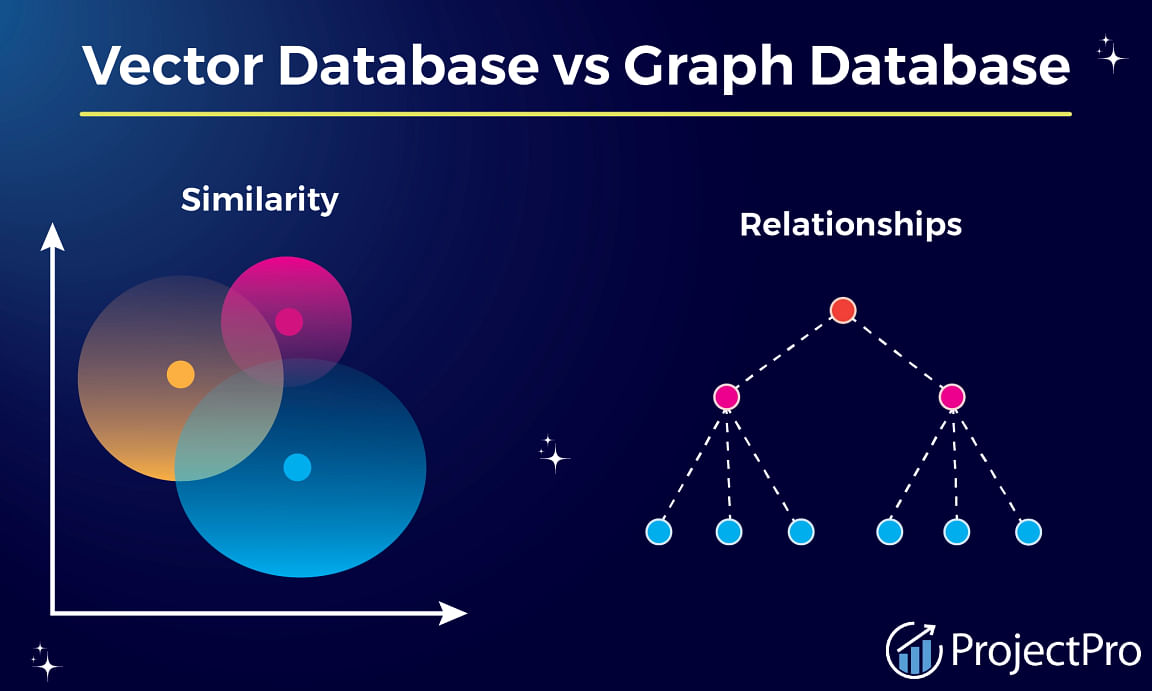 Vector Database vs Graph Database
Similarity
Relationships
ProjectPro